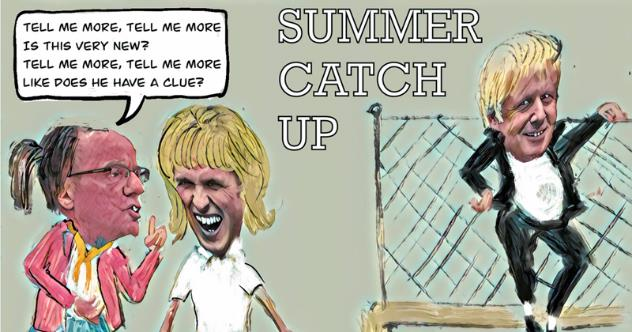 TELL ME MORE, TELL ME MORE
IS THIS VERY NEW?
TELL ME MORE, TELL ME MORE
LIKE DOES HE HAVE A CLUE?
SUMMER
CATCH
UP